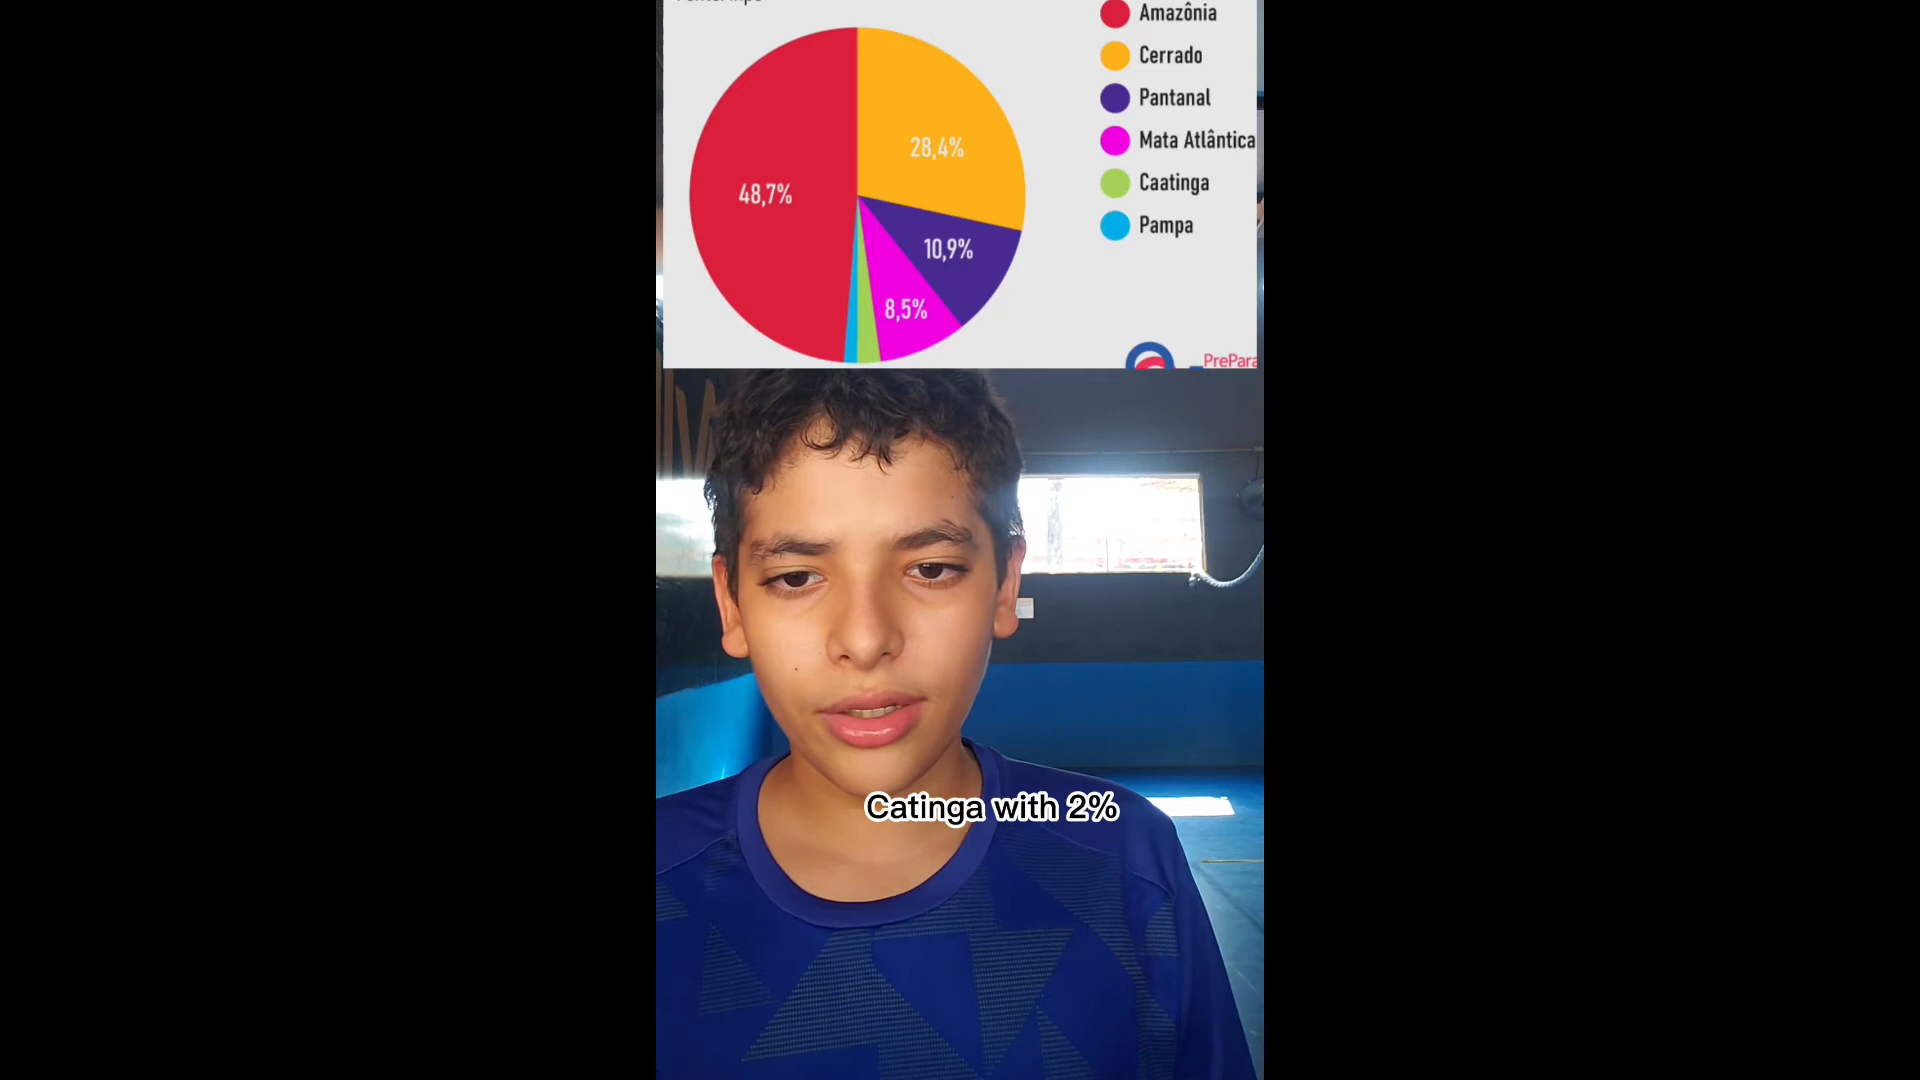 Amazônia
Cerrado
Pantanal
Mata Atlântica
Caatinga
Pampa
28,4%
48,7%
10,9%
8,5%
PrePara
Catinga with 2%